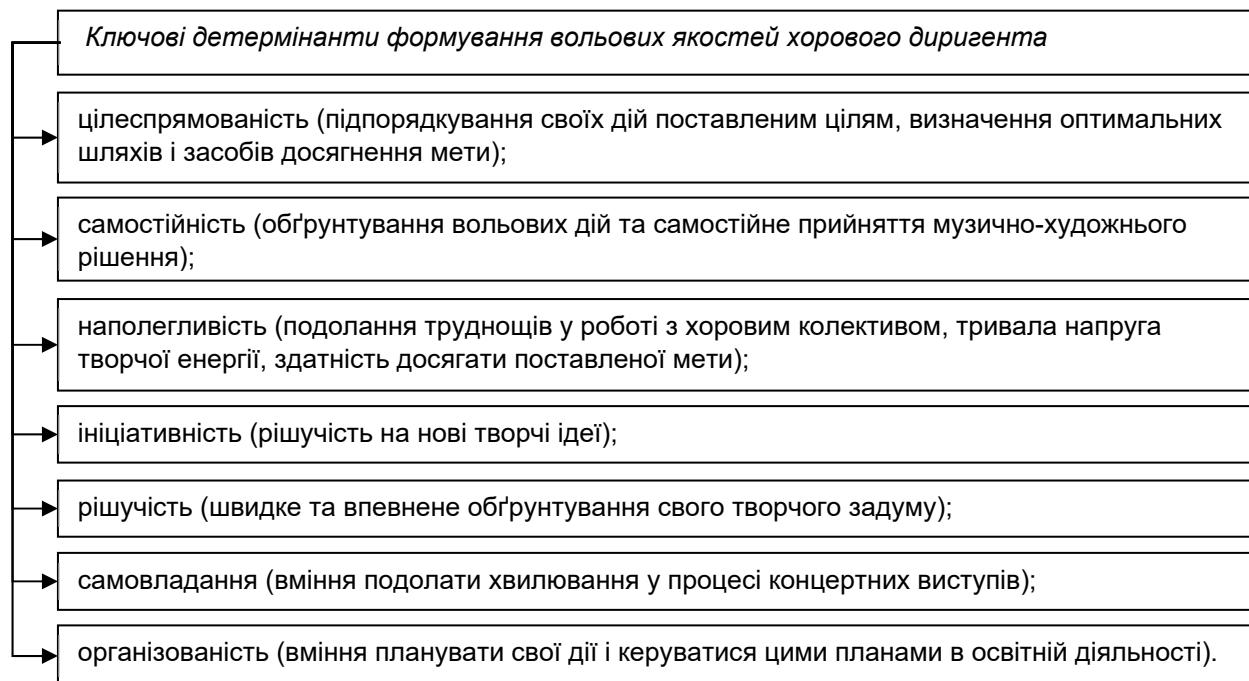 Ключові детермінанти формування вольових якостей хорового диригента
цілеспрямованість (підпорядкування своїх дій поставленим цілям, визначення оптимальних
шляхів і засобів досягнення мети);
самостійність (обґрунтування вольових дій та самостійне прийняття музично-художнього
рішення);
наполегливість (подолання труднощів у роботі з хоровим колективом, тривала напруга
творчої енергії, здатність досягати поставленої мети);
ініціативність (рішучість на нові творчі ідеї);
рішучість (швидке та впевнене обґрунтування свого творчого задуму);
самовладання (вміння подолати хвилювання у процесі концертних виступів);
організованість (вміння планувати свої дії і керуватися цими планами в освітній діяльності).